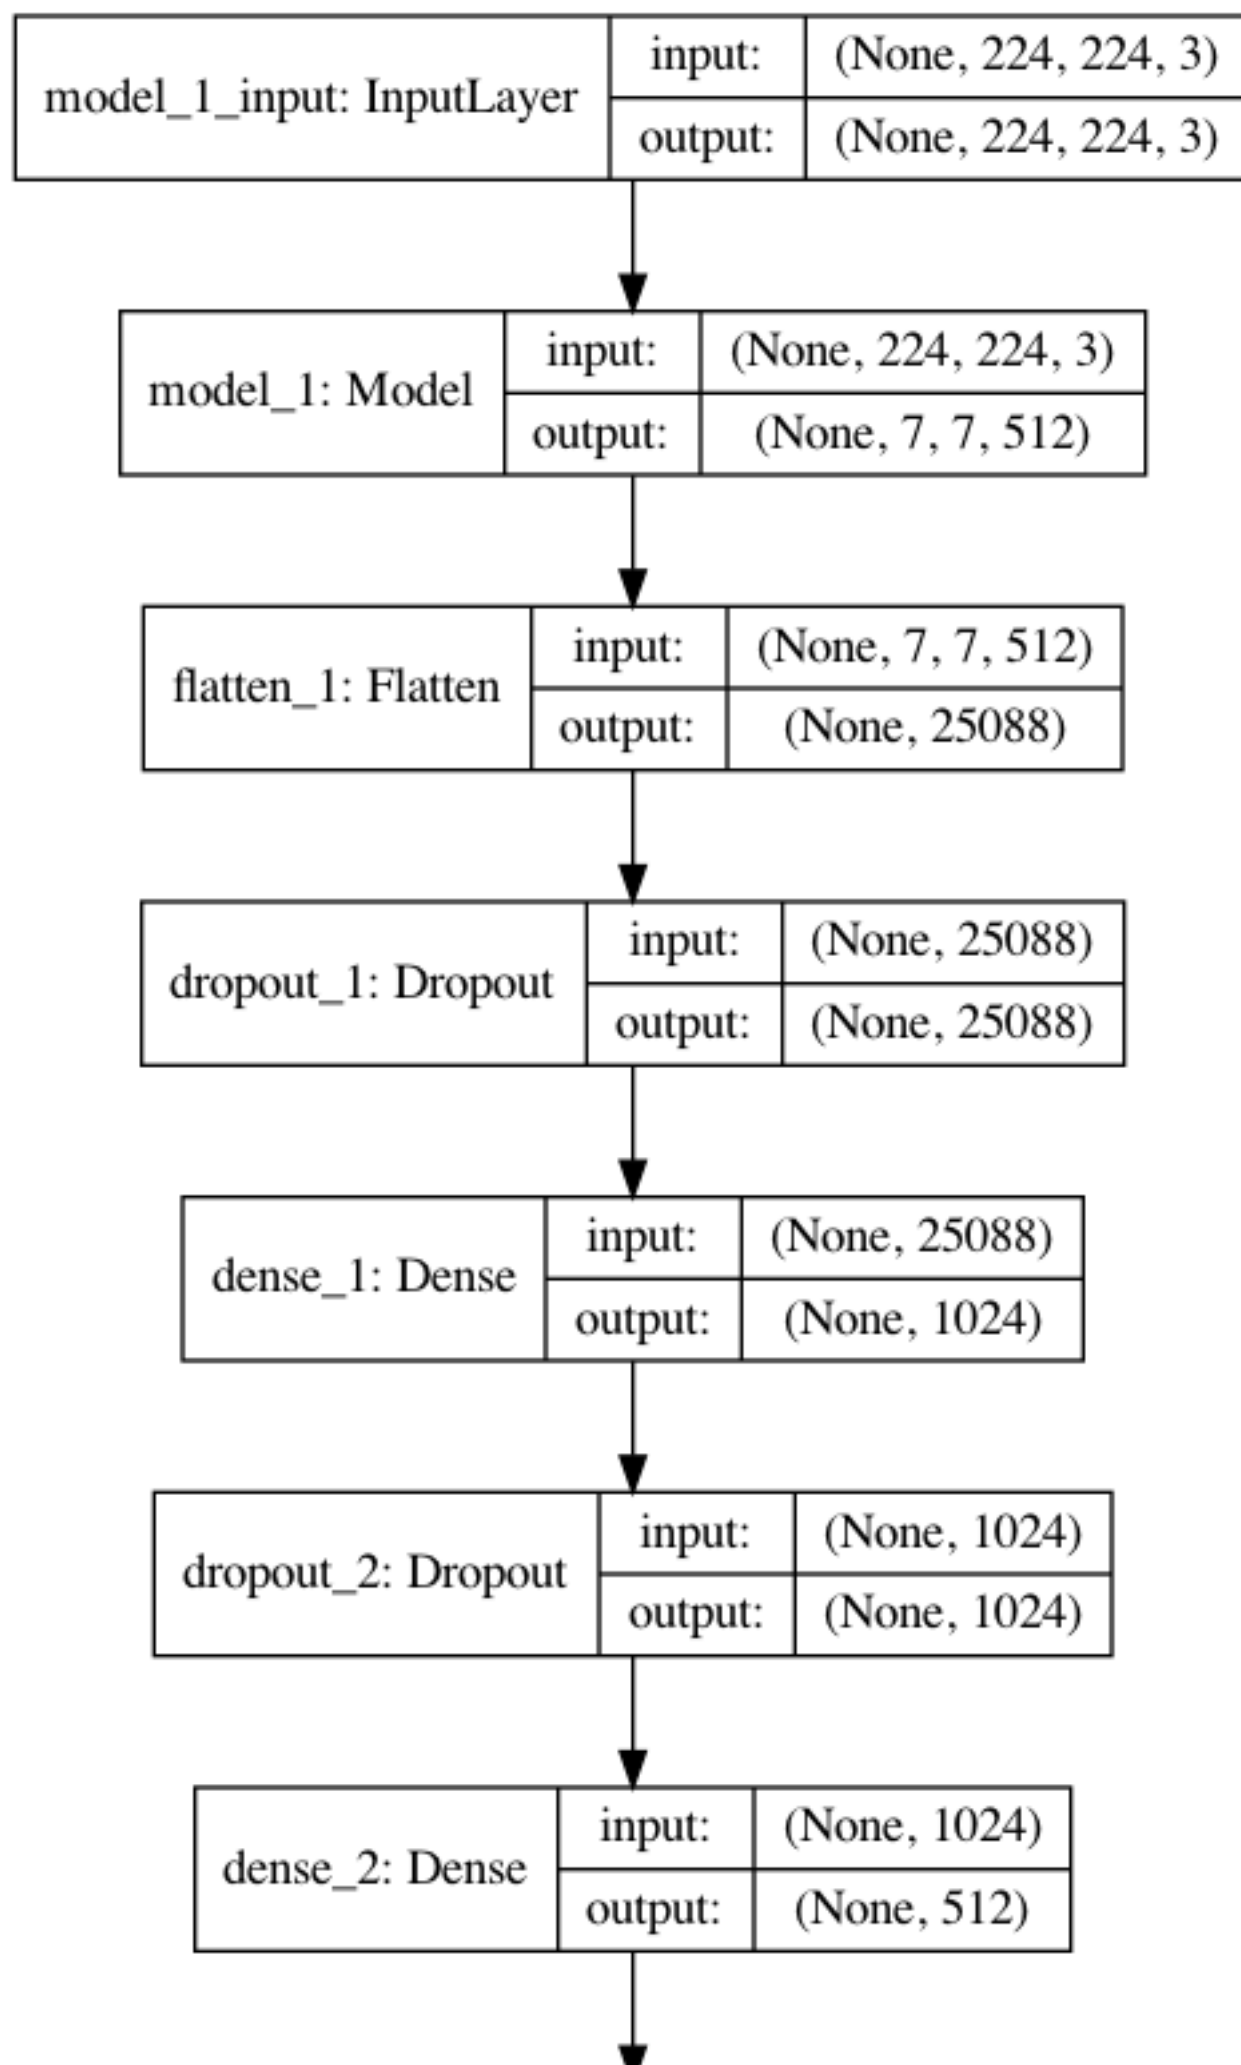 model_1_input: InputLayer
input: (None, 224, 224, 3)
output: (None, 224, 224, 3)
model_1: Model
input: (None, 224, 224, 3)
output: (None, 7, 7, 512)
flatten_1: Flatten
input: (None, 7, 7, 512)
output: (None, 25088)
dropout_1: Dropout
input: (None, 25088)
output: (None, 25088)
dense_1: Dense
input: (None, 25088)
output: (None, 1024)
dropout_2: Dropout
input: (None, 1024)
output: (None, 1024)
dense_2: Dense
input: (None, 1024)
output: (None, 512)